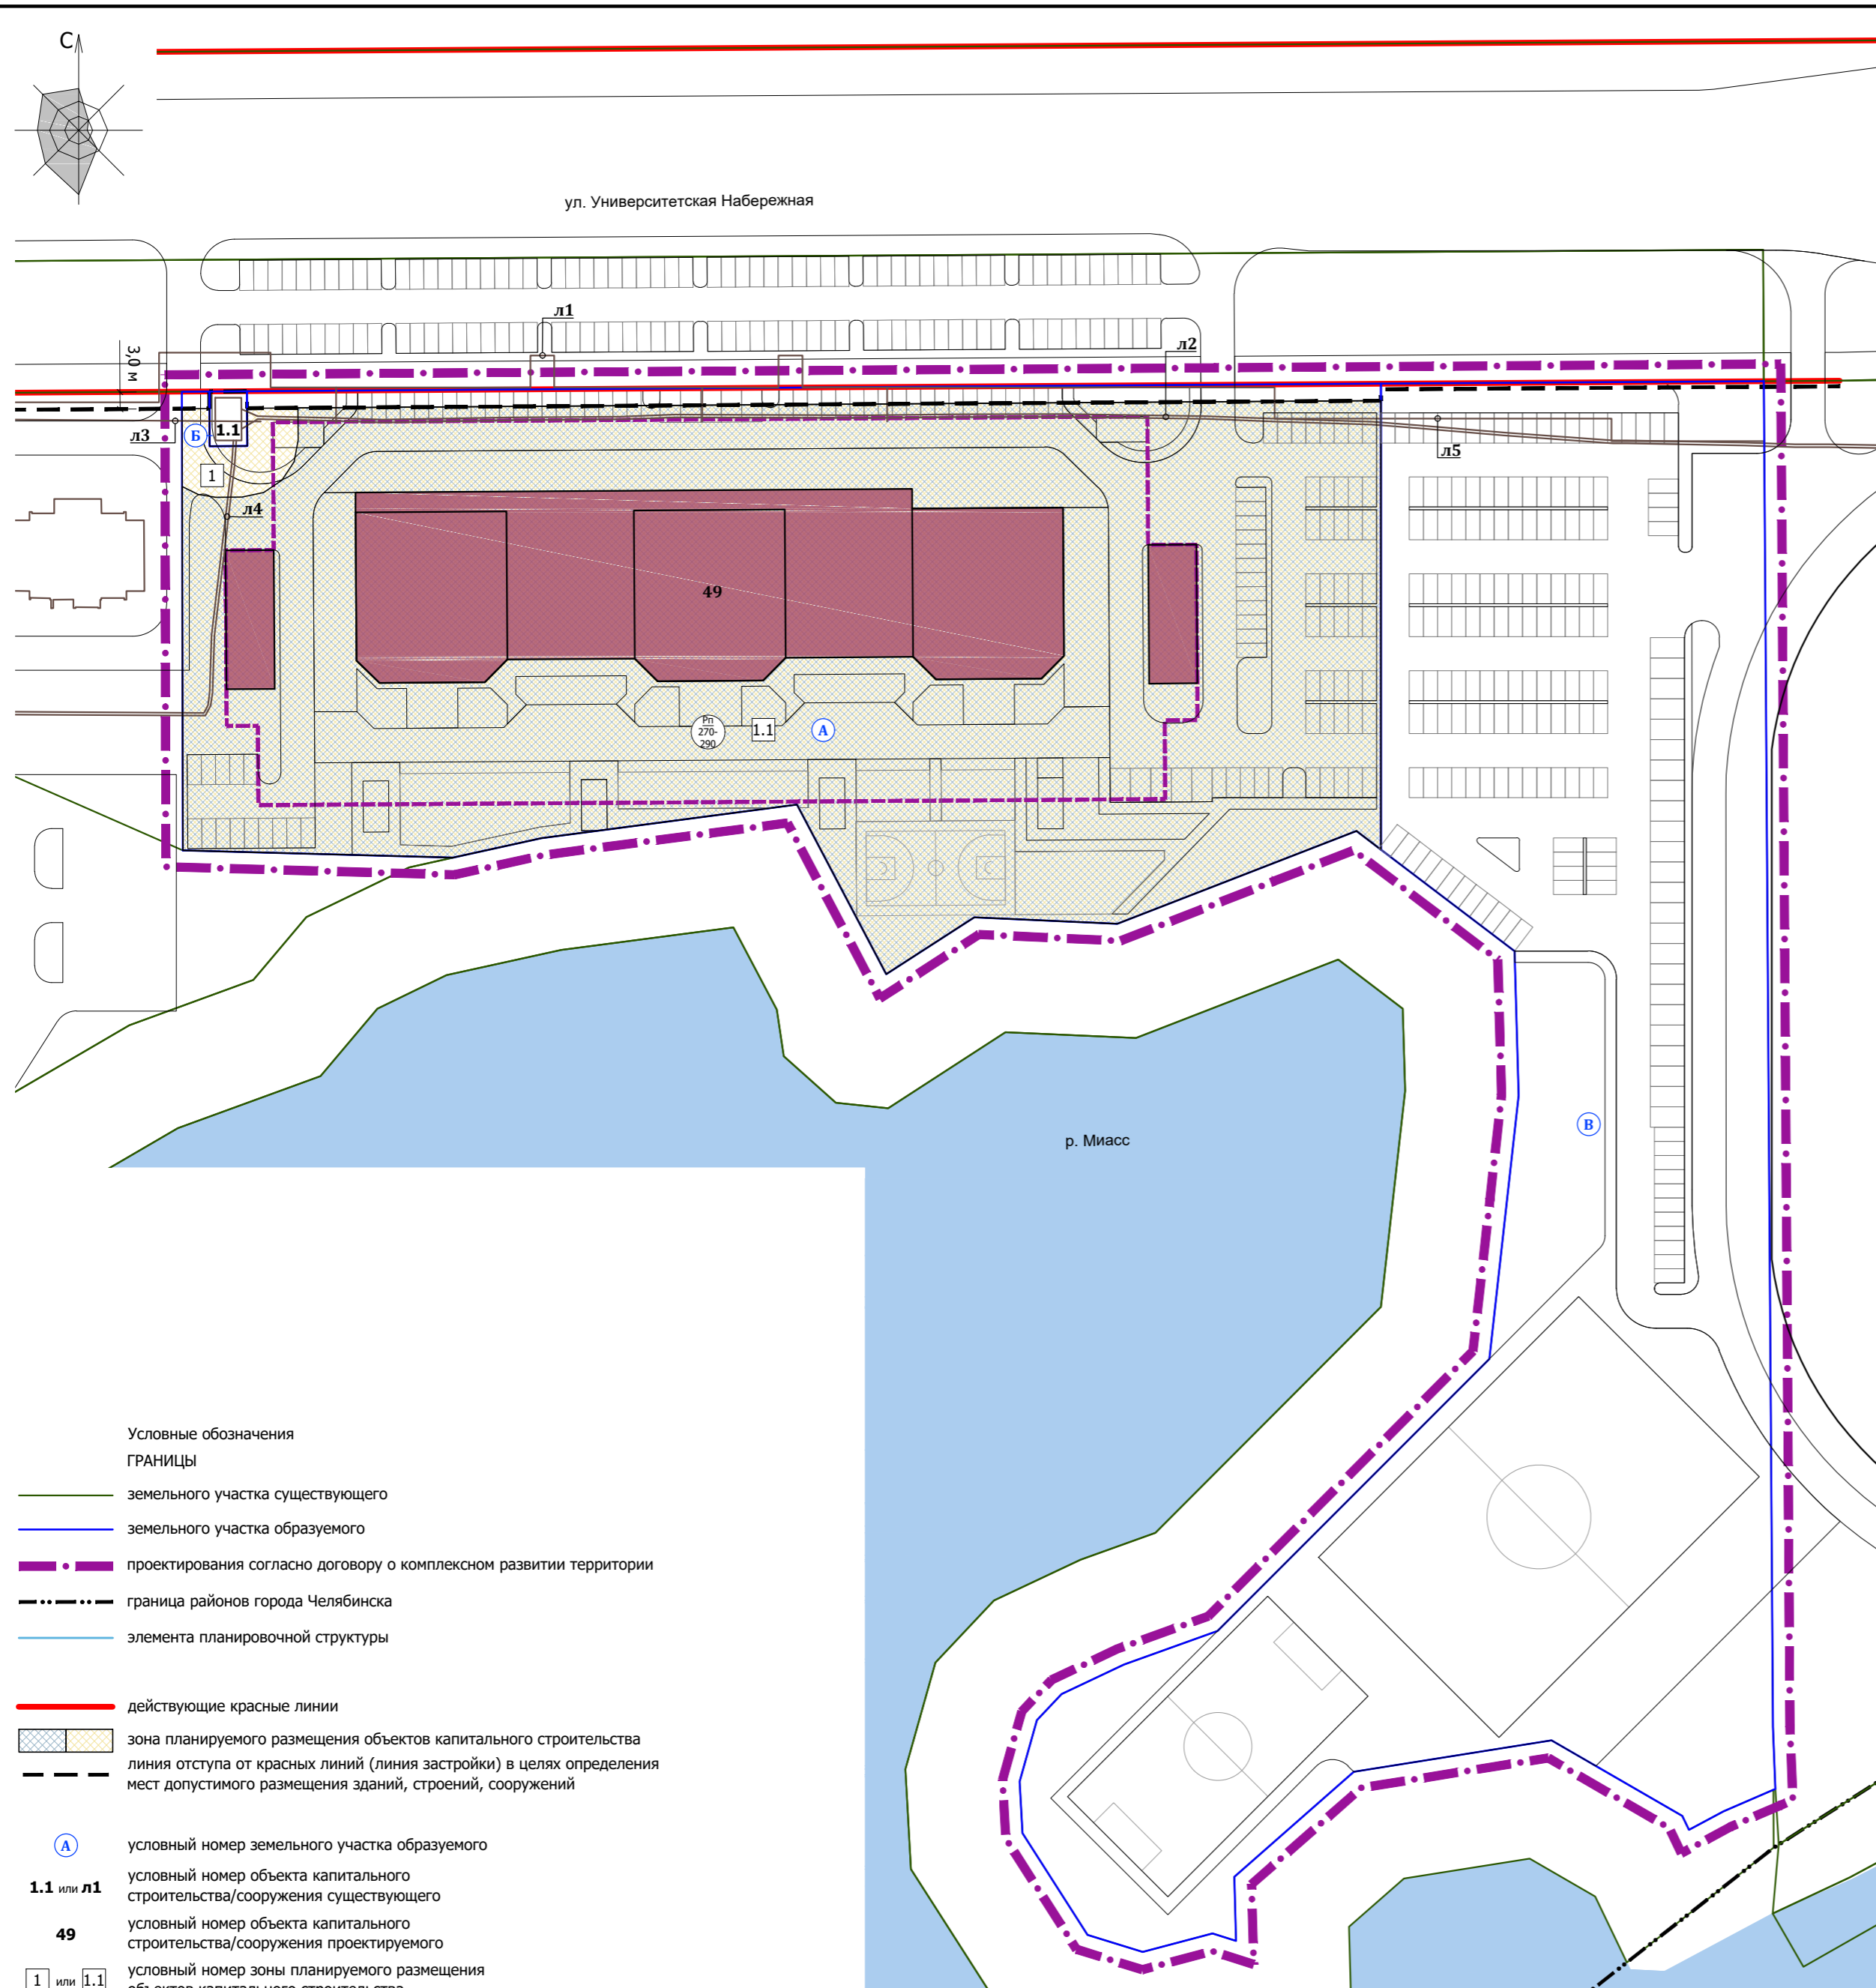 С
ул. Университетская Набережная
л1
3,0 м
л2
л3
Б
1.1
л5
1
л4
49
Рп
270-
290
1.1
А
р. Миасс
В
Условные обозначения
ГРАНИЦЫ
земельного участка существующего
земельного участка образуемого
проектирования согласно договору о комплексном развитии территории
граница районов города Челябинска
элемента планировочной структуры
действующие красные линии
зона планируемого размещения объектов капитального строительства
линия отступа от красных линий (линия застройки) в целях определения
мест допустимого размещения зданий, строений, сооружений
А условный номер земельного участка образуемого
условный номер объекта капитального
1.1 или л1
строительства/сооружения существующего
условный номер объекта капитального
49
строительства/сооружения проектируемого
условный номер зоны планируемого размещения
1 или 1.1
объектов капитального строительства